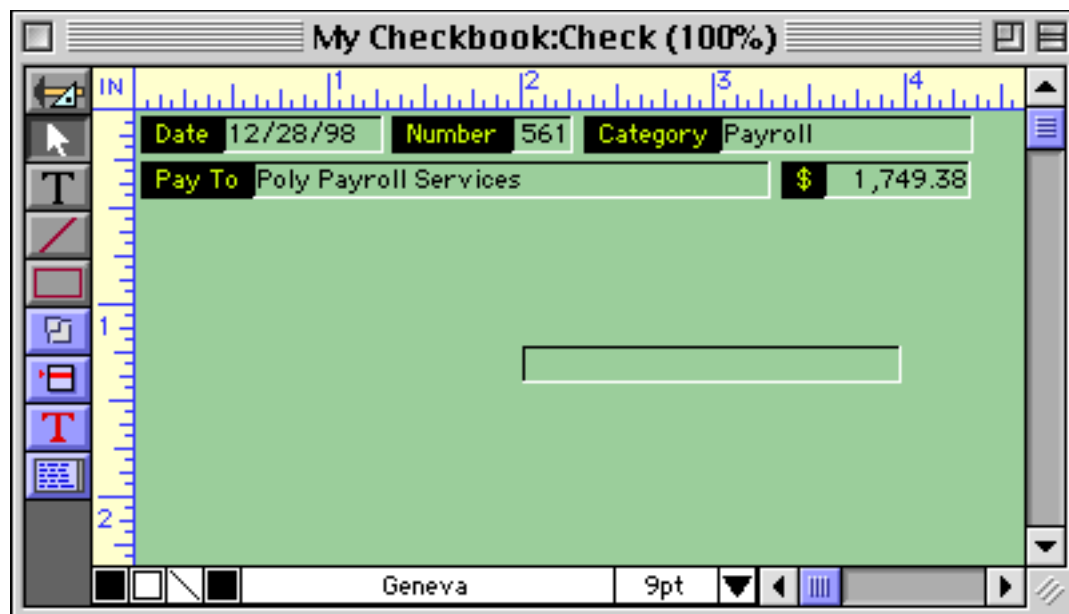 My Checkbook:Check (100%)
IN 1 2 3 4
Date 12/28/98 Number 561 Category Payroll
T Pay To Poly Payroll Services $ 1,749.38
1
T
2
Geneva 9pt